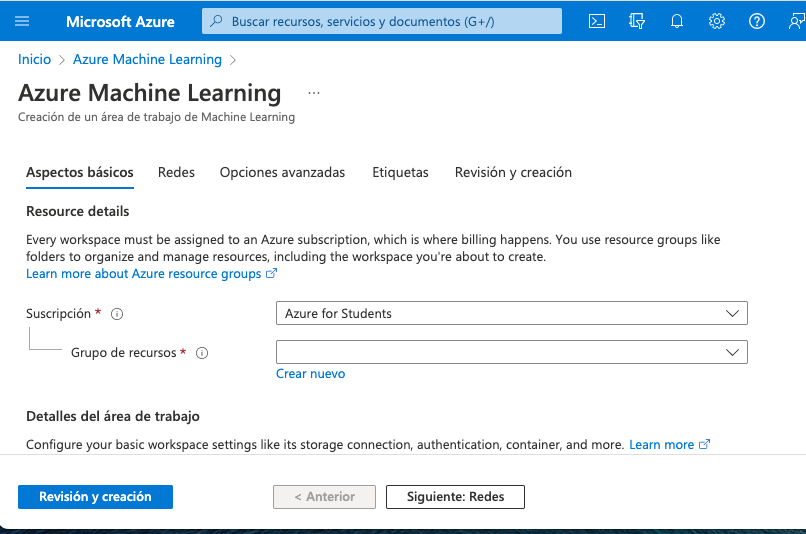 Microsoft Azure
Buscar recursos, servicios y documentos (G+/)
Inicio > Azure Machine Learning >
Azure Machine Learning ...
Creación de un área de trabajo de Machine Learning
Aspectos básicos Redes Opciones avanzadas Etiquetas Revisión y creación
Resource details
Every workspace must be assigned to an Azure subscription, which is where billing happens. You use resource groups like
folders to organize and manage resources, including the workspace you're about to create.
Learn more about Azure resource groups
Suscripción * Azure for Students
Grupo de recursos *
Crear nuevo
Detalles del área de trabajo
Configure your basic workspace settings like its storage connection, authentication, container, and more. Learn more
Revisión y creación < Anterior Siguiente: Redes